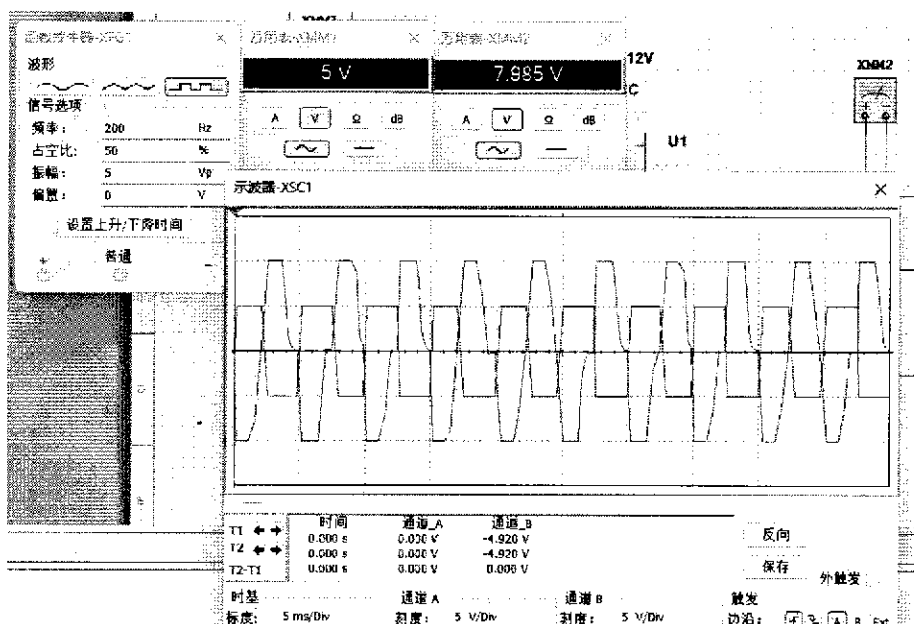 函数发生器-XFG1
万用表-XMM1
万用表-XMM2
波形
5 V
7.985 V
12V
C
XMM2
信号选项
A V Ω dB
A V Ω dB
U1
频率: 200 Hz
占空比: 50 %
振幅: 5 Vp
偏置: 0 V
设置上升/下降时间
+ 普通 -
示波器-XSC1
时间 通道_A 通道_B
T1 0.000 s 0.000 V -4.920 V
T2 0.000 s 0.000 V -4.920 V
T2-T1 0.000 s 0.000 V 0.000 V
反向
保存
外触发
时基 通道 A 通道 B 触发
标度: 5 ms/Div 刻度: 5 V/Div 刻度: 5 V/Div 边沿: A B Ext